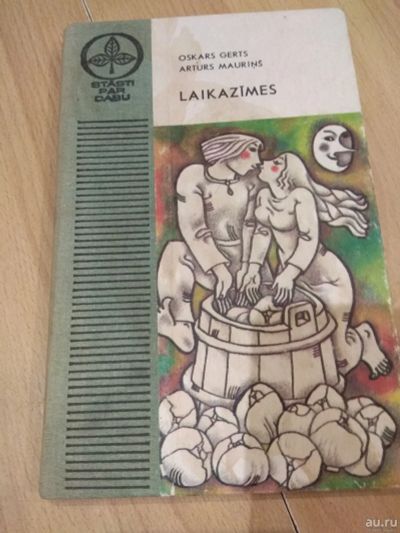 STĀSTI
PAR
DABU
OSKARS GERTS
ARTURS MAURIŅŠ
LAIKAZĪMES
au.ru